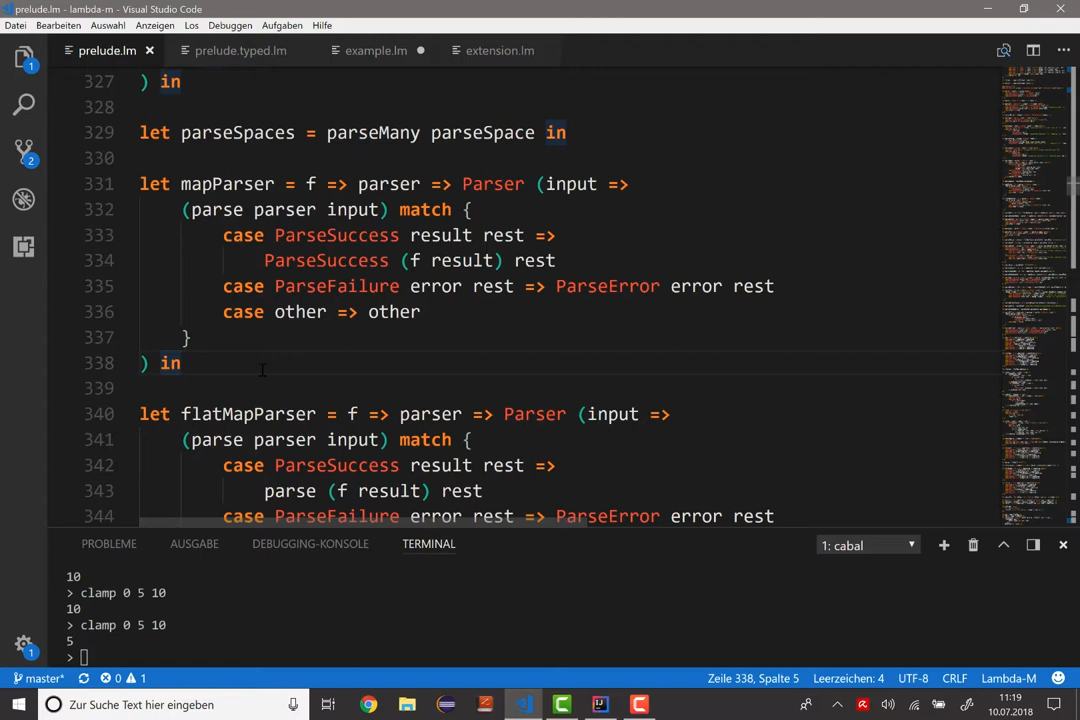 prelude.lm - lambda-m - Visual Studio Code
Datei Bearbeiten Auswahl Anzeigen Los Debuggen Aufgaben Hilfe
prelude.lm prelude.typed.lm example.lm extension.lm
327 ) in
328
329 let parseSpaces = parseMany parseSpace in
330
331 let mapParser = f => parser => Parser (input =>
332 (parse parser input) match {
333 case ParseSuccess result rest =>
334 ParseSuccess (f result) rest
335 case ParseFailure error rest => ParseError error rest
336 case other => other
337 }
338 ) in
339
340 let flatMapParser = f => parser => Parser (input =>
341 (parse parser input) match {
342 case ParseSuccess result rest =>
343 parse (f result) rest
344 case ParseFailure error rest => ParseError error rest
PROBLEME AUSGABE DEBUGGING-KONSOLE TERMINAL 1: cabal
10
> clamp 0 5 10
10
> clamp 0 5 10
5
>
1
2
1
master* 0 1 Zeile 338, Spalte 5 Leerzeichen: 4 UTF-8 CRLF Lambda-M
Zur Suche Text hier eingeben
11:19
10.07.2018